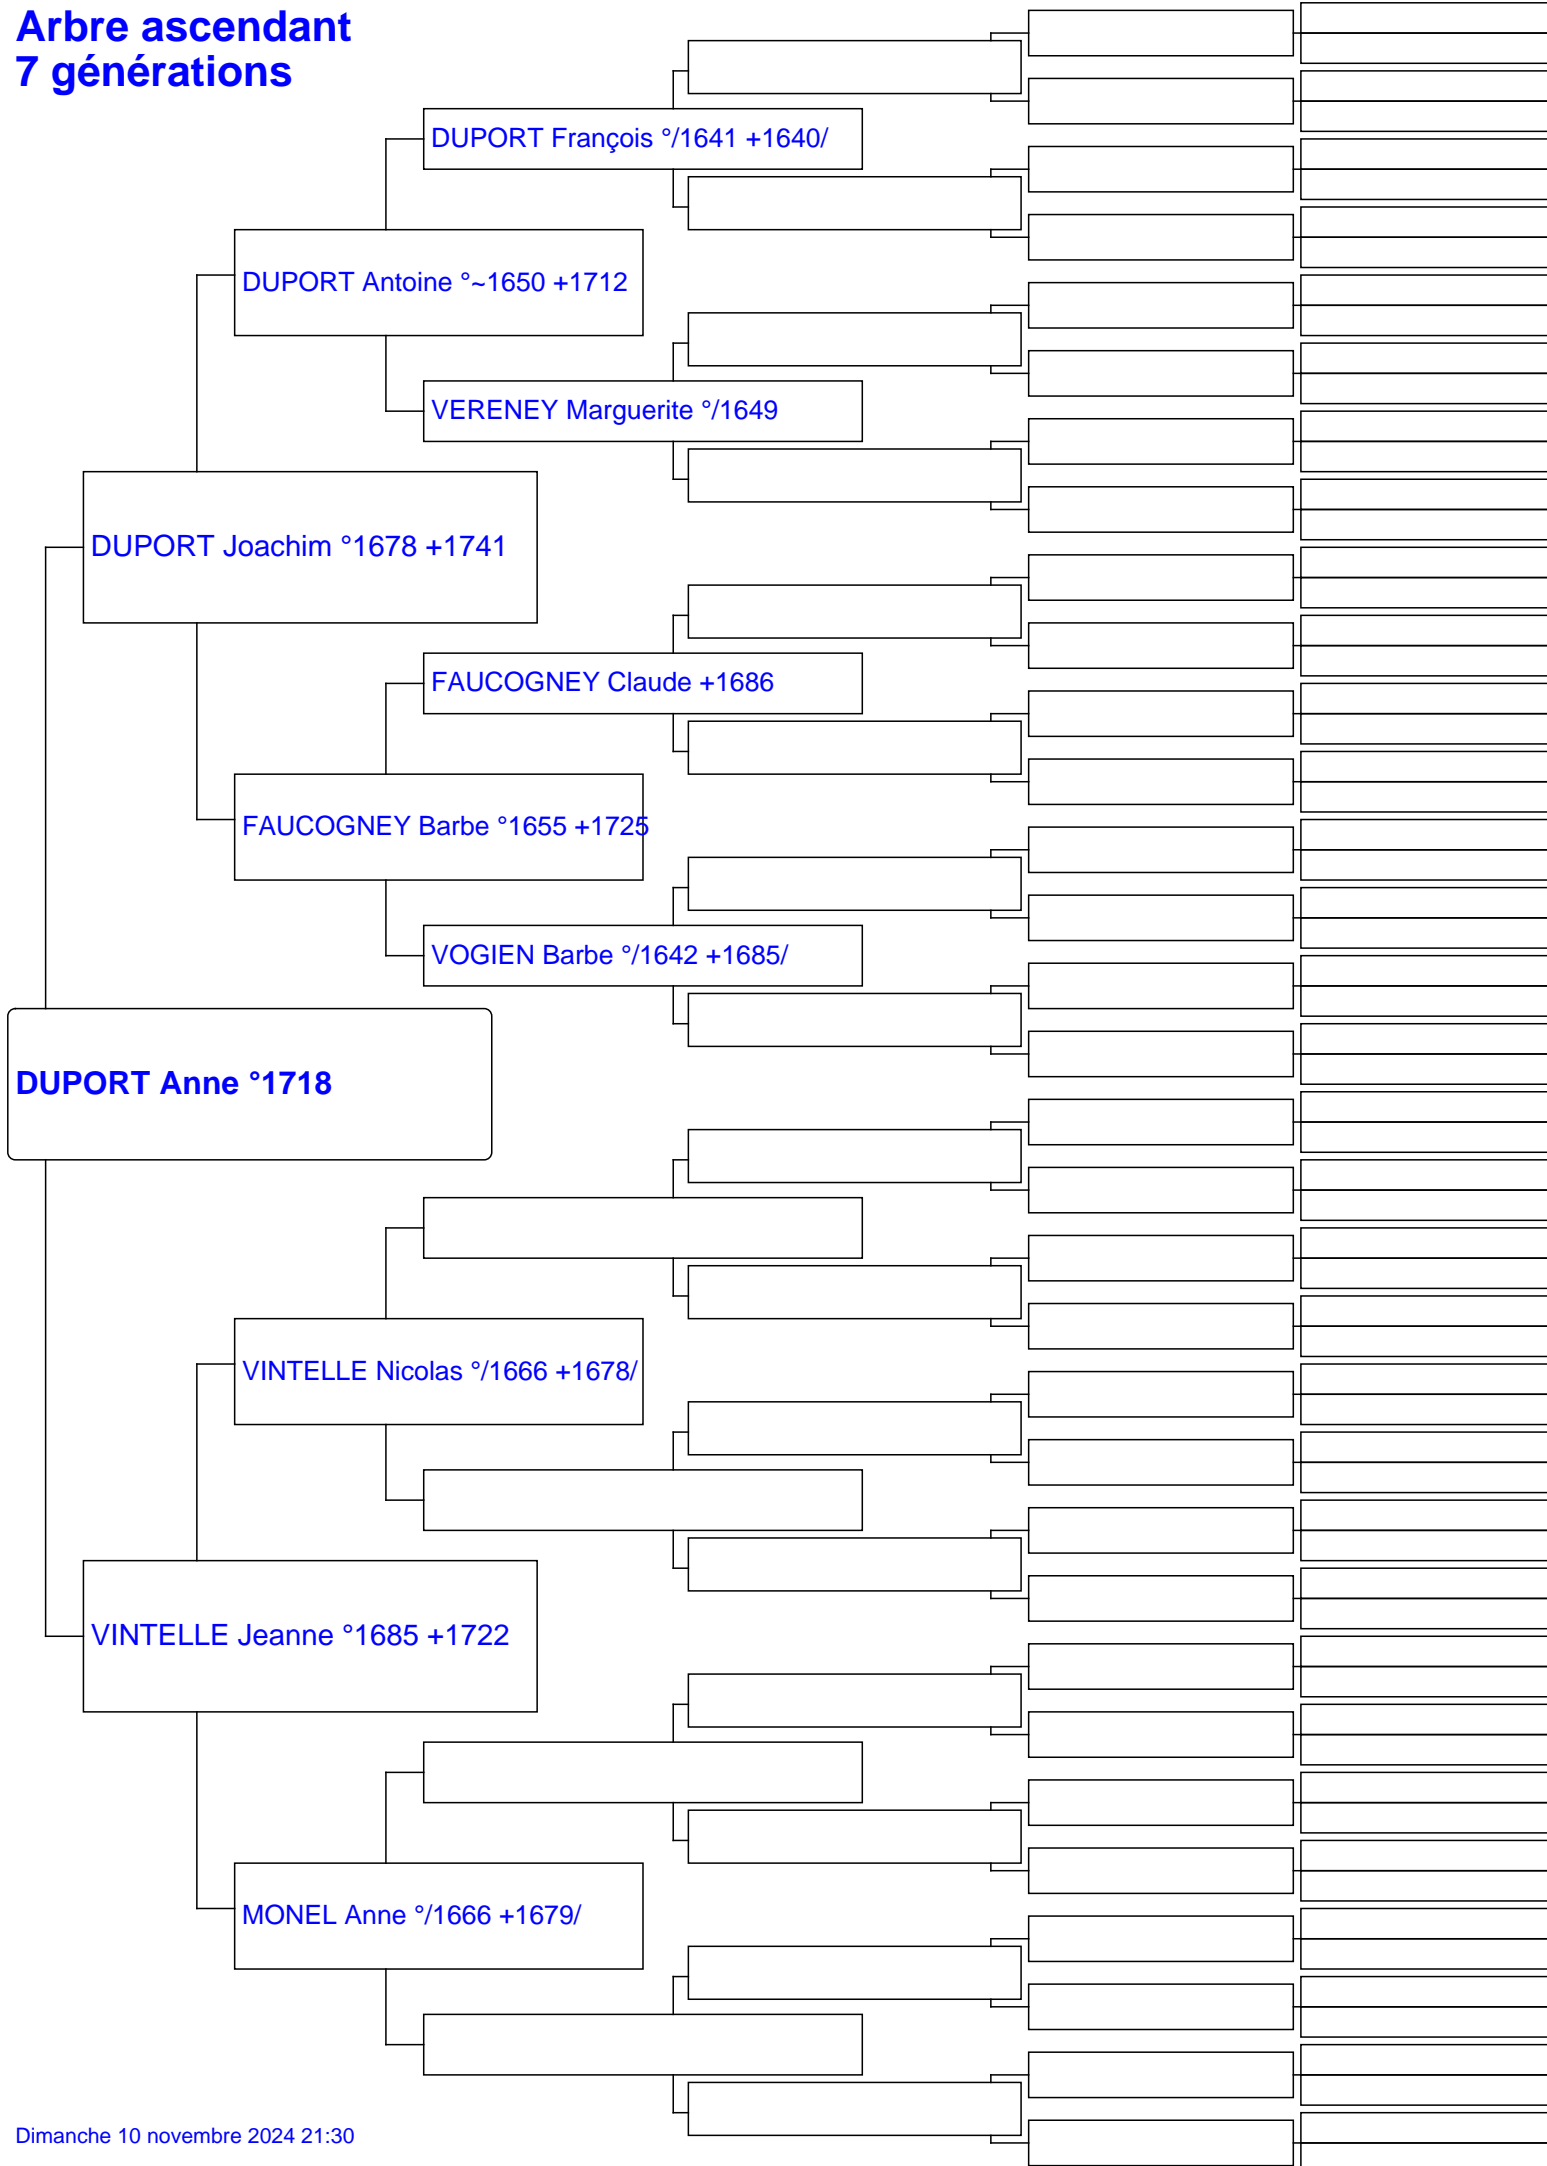 Arbre ascendant
7 générations
DUPORT François °/1641 +1640/
DUPORT Antoine °~1650 +1712
VERENEY Marguerite °/1649
DUPORT Joachim °1678 +1741
FAUCOGNEY Claude +1686
FAUCOGNEY Barbe °1655 +1725
VOGIEN Barbe °/1642 +1685/
DUPORT Anne °1718
VINTELLE Nicolas °/1666 +1678/
VINTELLE Jeanne °1685 +1722
MONEL Anne °/1666 +1679/
Dimanche 10 novembre 2024 21:30